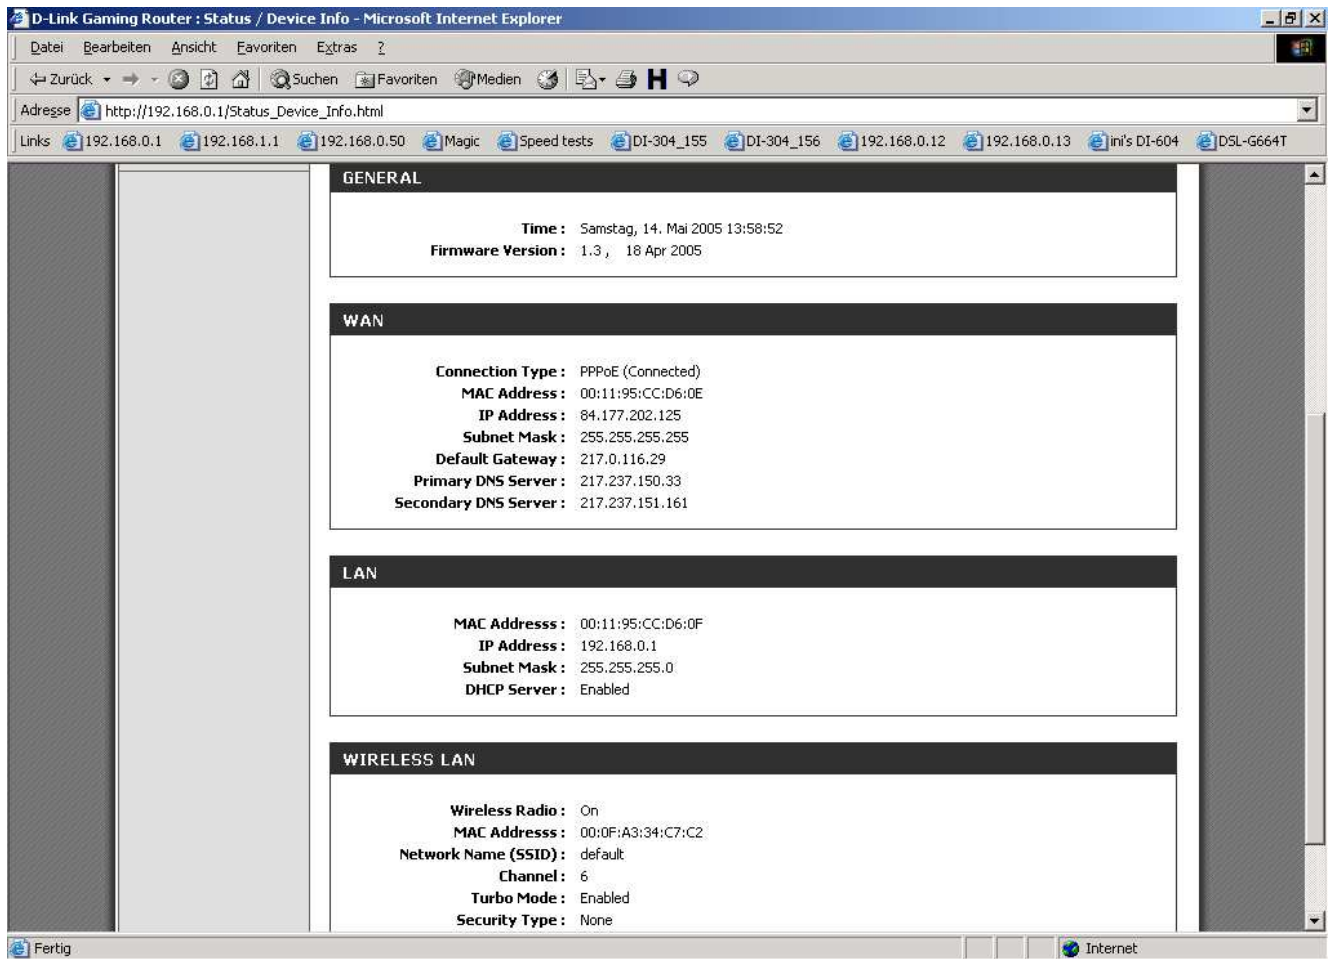 D-Link Gaming Router : Status / Device Info - Microsoft Internet Explorer
Datei Bearbeiten Ansicht Favoriten Extras ?
Zurück Suchen Favoriten Medien H
Adresse http://192.168.0.1/Status_Device_Info.html
Links 192.168.0.1 192.168.1.1 192.168.0.50 Magic Speed tests DI-304_155 DI-304_156 192.168.0.12 192.168.0.13 ini's DI-604 DSL-G664T
GENERAL
Time : Samstag, 14. Mai 2005 13:58:52
Firmware Version : 1.3 , 18 Apr 2005
WAN
Connection Type : PPPoE (Connected)
MAC Address : 00:11:95:CC:D6:0E
IP Address : 84.177.202.125
Subnet Mask : 255.255.255.255
Default Gateway : 217.0.116.29
Primary DNS Server : 217.237.150.33
Secondary DNS Server : 217.237.151.161
LAN
MAC Addresss : 00:11:95:CC:D6:0F
IP Address : 192.168.0.1
Subnet Mask : 255.255.255.0
DHCP Server : Enabled
WIRELESS LAN
Wireless Radio : On
MAC Addresss : 00:0F:A3:34:C7:C2
Network Name (SSID) : default
Channel : 6
Turbo Mode : Enabled
Security Type : None
Fertig Internet